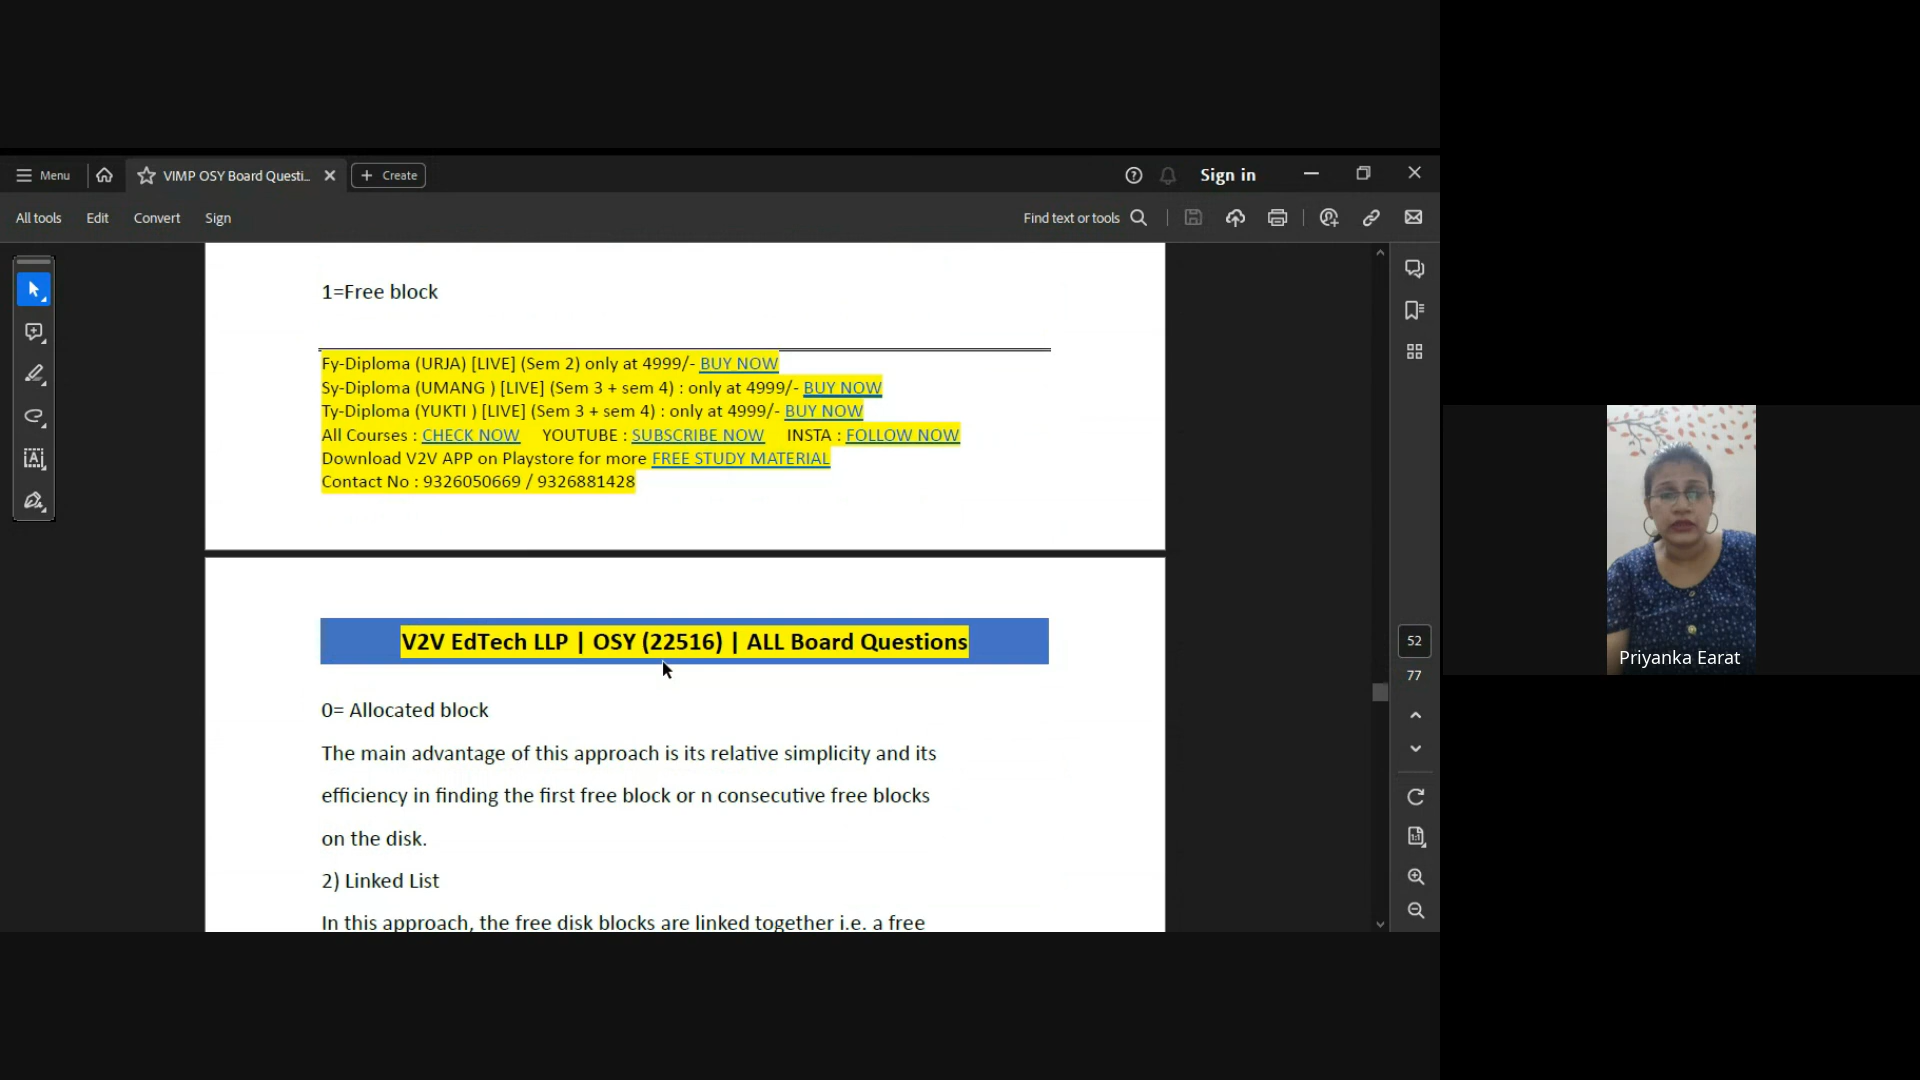 Menu
VIMP OSY Board Questi...
Create
Sign in
All tools
Edit
Convert
Sign
Find text or tools
1=Free block
Fy-Diploma (URJA) [LIVE] (Sem 2) only at 4999/- BUY NOW
Sy-Diploma (UMANG ) [LIVE] (Sem 3 + sem 4) : only at 4999/- BUY NOW
Ty-Diploma (YUKTI ) [LIVE] (Sem 3 + sem 4) : only at 4999/- BUY NOW
All Courses : CHECK NOW YOUTUBE : SUBSCRIBE NOW INSTA : FOLLOW NOW
Download V2V APP on Playstore for more FREE STUDY MATERIAL
Contact No : 9326050669 / 9326881428
V2V EdTech LLP | OSY (22516) | ALL Board Questions
0= Allocated block
The main advantage of this approach is its relative simplicity and its
efficiency in finding the first free block or n consecutive free blocks
on the disk.
2) Linked List
In this approach, the free disk blocks are linked together i.e. a free
52
77
Priyanka Earat